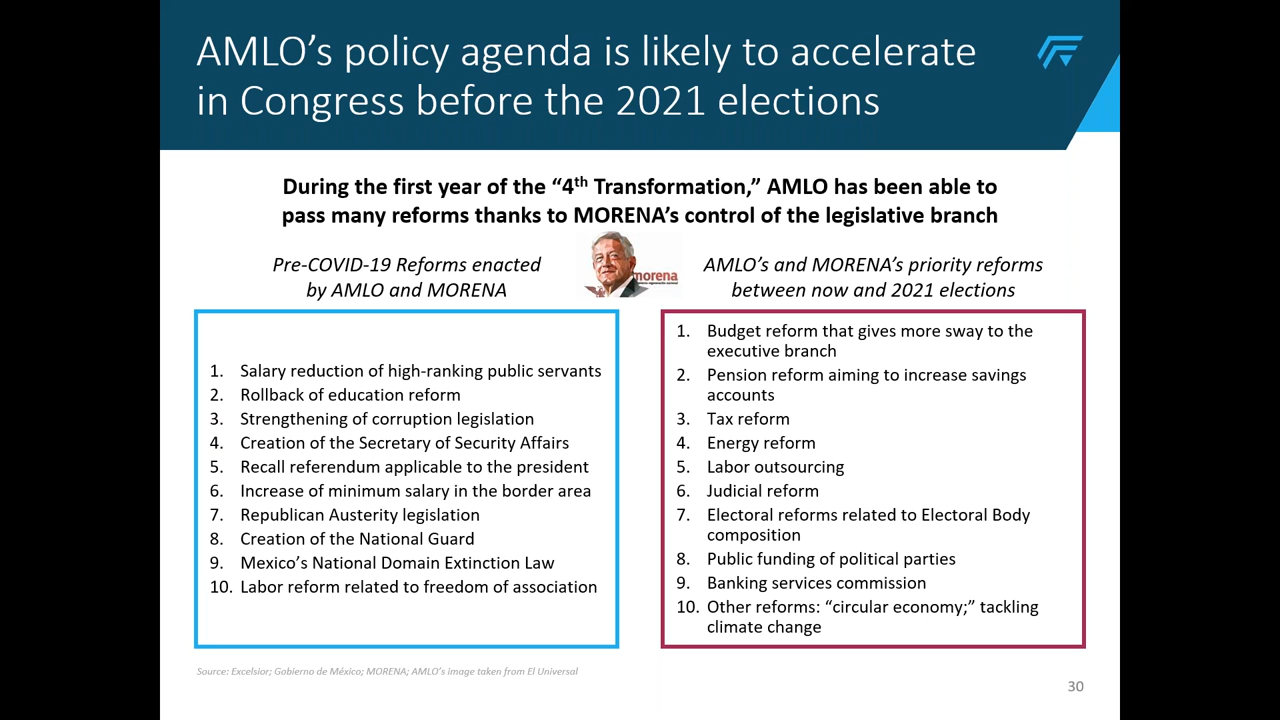 AMLO’s policy agenda is likely to accelerate
in Congress before the 2021 elections
During the first year of the “4th Transformation,” AMLO has been able to
pass many reforms thanks to MORENA’s control of the legislative branch
Pre-COVID-19 Reforms enacted
by AMLO and MORENA
morena
AMLO’s and MORENA’s priority reforms
between now and 2021 elections
1. Salary reduction of high-ranking public servants
2. Rollback of education reform
3. Strengthening of corruption legislation
4. Creation of the Secretary of Security Affairs
5. Recall referendum applicable to the president
6. Increase of minimum salary in the border area
7. Republican Austerity legislation
8. Creation of the National Guard
9. Mexico’s National Domain Extinction Law
10. Labor reform related to freedom of association
1. Budget reform that gives more sway to the
executive branch
2. Pension reform aiming to increase savings
accounts
3. Tax reform
4. Energy reform
5. Labor outsourcing
6. Judicial reform
7. Electoral reforms related to Electoral Body
composition
8. Public funding of political parties
9. Banking services commission
10. Other reforms: “circular economy;” tackling
climate change
Source: Excelsior; Gobierno de México; MORENA; AMLO’s image taken from El Universal
30